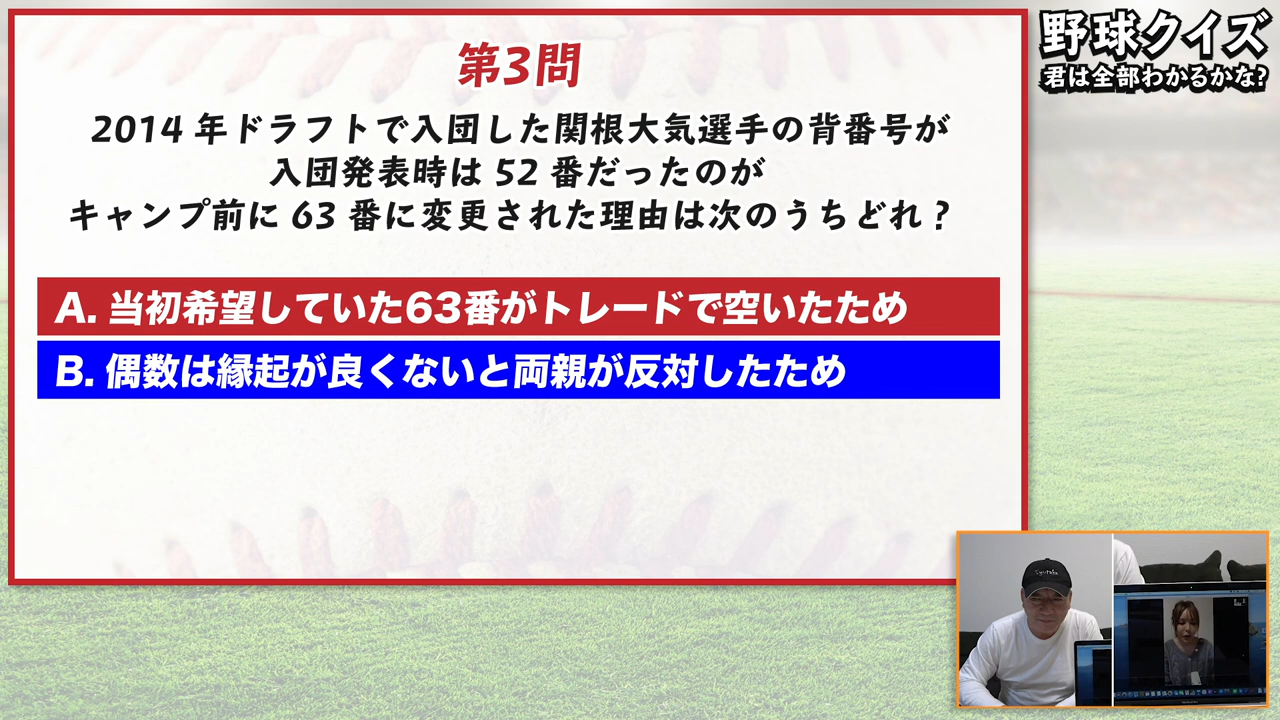 第3問
2014年ドラフトで入団した関根大気選手の背番号が
入団発表時は52番だったのが
キャンプ前に63番に変更された理由は次のうちどれ？
A. 当初希望していた63番がトレードで空いたため
B. 偶数は縁起が良くないと両親が反対したため
野球クイズ
君は全部わかるかな?